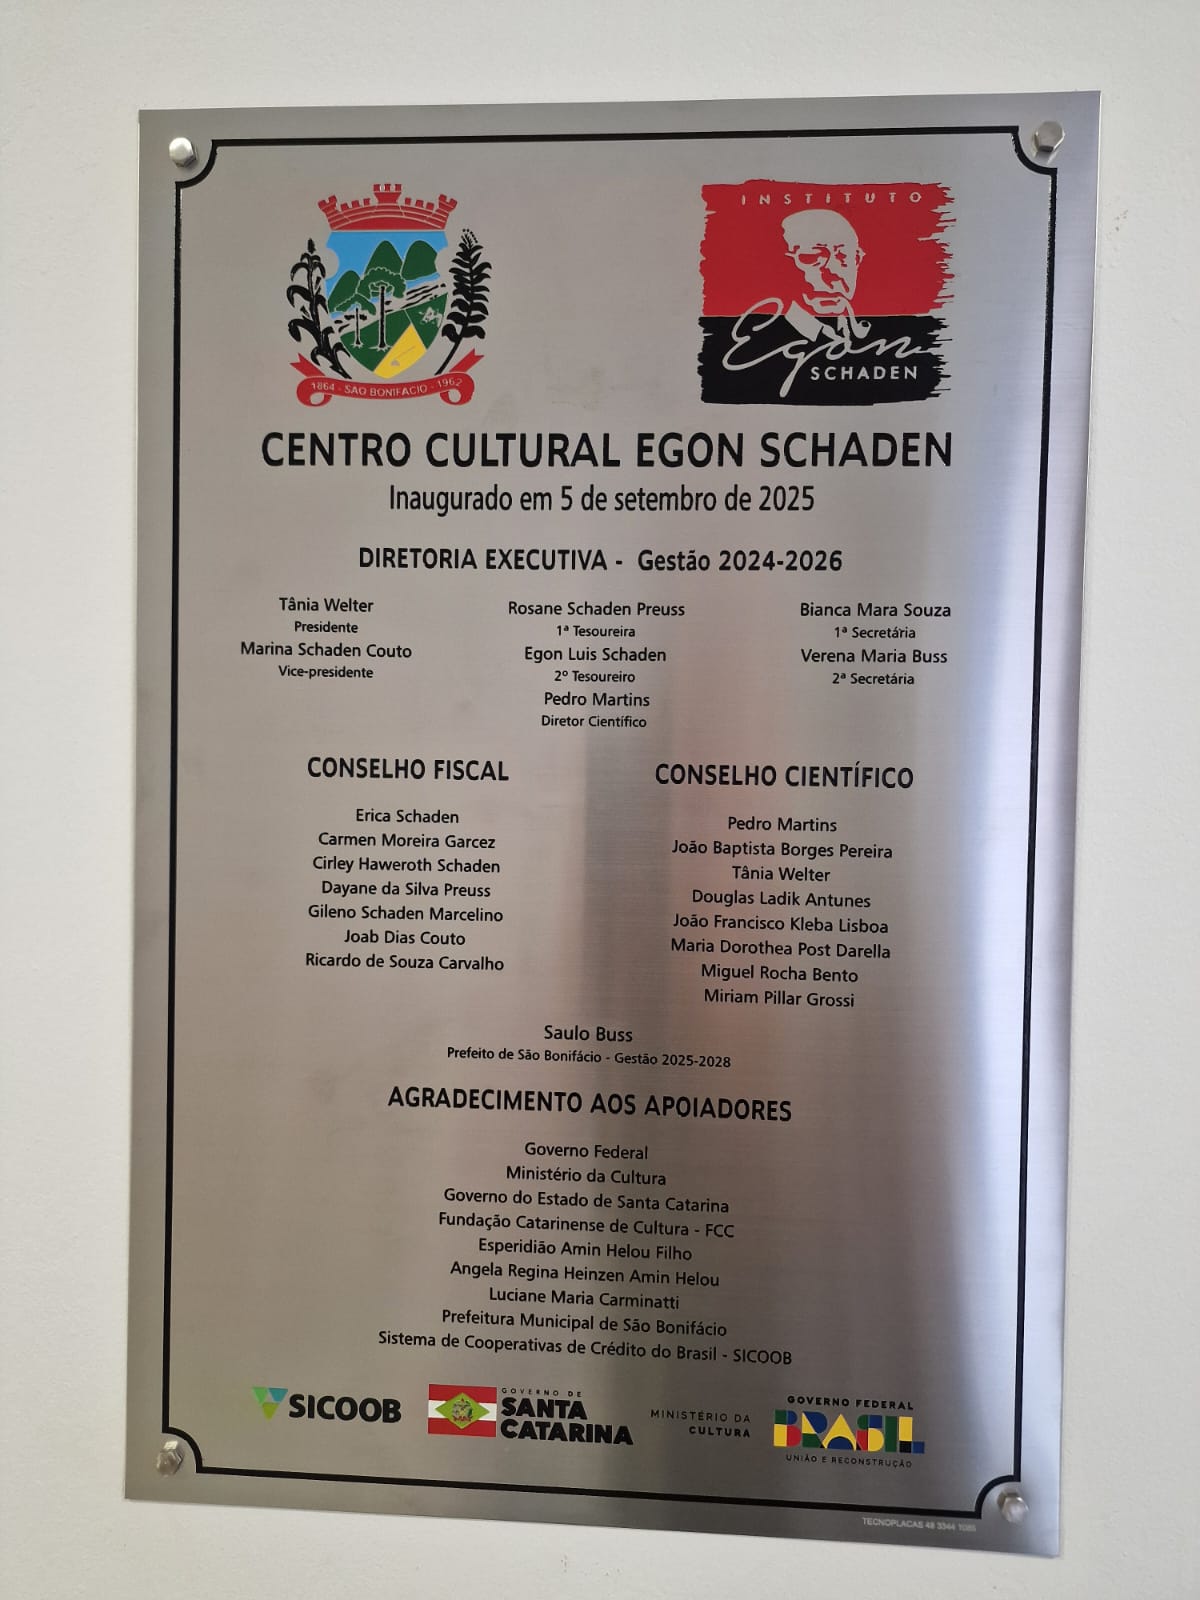 1864 - SÃO BONIFÁCIO - 1962
INSTITUTO
Egon
SCHADEN
CENTRO CULTURAL EGON SCHADEN
Inaugurado em 5 de setembro de 2025
DIRETORIA EXECUTIVA - Gestão 2024-2026
Tânia Welter
Presidente
Marina Schaden Couto
Vice-presidente
Rosane Schaden Preuss
1ª Tesoureira
Egon Luis Schaden
2º Tesoureiro
Pedro Martins
Diretor Científico
Bianca Mara Souza
1ª Secretária
Verena Maria Buss
2ª Secretária
CONSELHO FISCAL
Erica Schaden
Carmen Moreira Garcez
Cirley Haweroth Schaden
Dayane da Silva Preuss
Gileno Schaden Marcelino
Joab Dias Couto
Ricardo de Souza Carvalho
CONSELHO CIENTÍFICO
Pedro Martins
João Baptista Borges Pereira
Tânia Welter
Douglas Ladik Antunes
João Francisco Kleba Lisboa
Maria Dorothea Post Darella
Miguel Rocha Bento
Miriam Pillar Grossi
Saulo Buss
Prefeito de São Bonifácio - Gestão 2025-2028
AGRADECIMENTO AOS APOIADORES
Governo Federal
Ministério da Cultura
Governo do Estado de Santa Catarina
Fundação Catarinense de Cultura - FCC
Esperidião Amin Helou Filho
Angela Regina Heinzen Amin Helou
Luciane Maria Carminatti
Prefeitura Municipal de São Bonifácio
Sistema de Cooperativas de Crédito do Brasil - SICOOB
SICOOB
GOVERNO DE
SANTA
CATARINA
MINISTÉRIO DA
CULTURA
GOVERNO FEDERAL
BRASIL
UNIÃO E RECONSTRUÇÃO
TECNOPLACAS 48 3344 1085